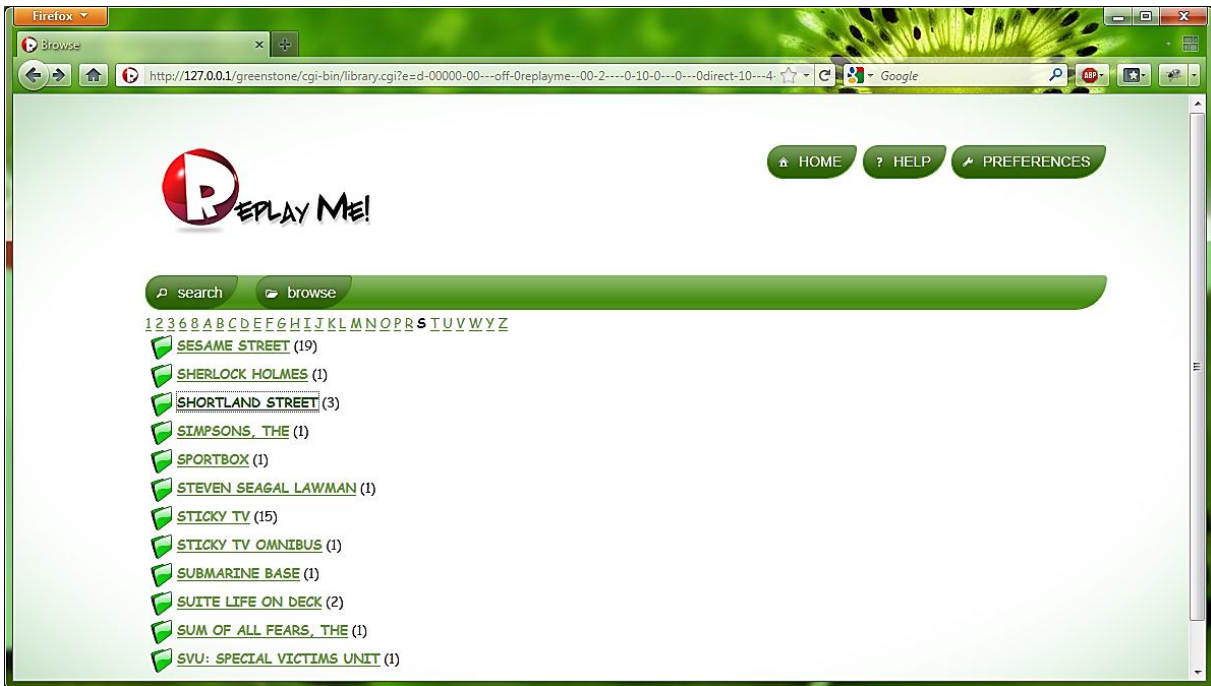 Firefox
Browse
http://127.0.0.1/greenstone/cgi-bin/library.cgi?e=d-00000-00---off-0replayme--00-2----0-10-0---0---0direct-10---4-
Google
ABP
REPLAY ME!
HOME
? HELP
PREFERENCES
search
browse
1 2 3 6 8 A B C D E F G H I J K L M N O P R S T U V W Y Z
SESAME STREET (19)
SHERLOCK HOLMES (1)
SHORTLAND STREET (3)
SIMPSONS, THE (1)
SPORTBOX (1)
STEVEN SEAGAL LAWMAN (1)
STICKY TV (15)
STICKY TV OMNIBUS (1)
SUBMARINE BASE (1)
SUITE LIFE ON DECK (2)
SUM OF ALL FEARS, THE (1)
SVU: SPECIAL VICTIMS UNIT (1)